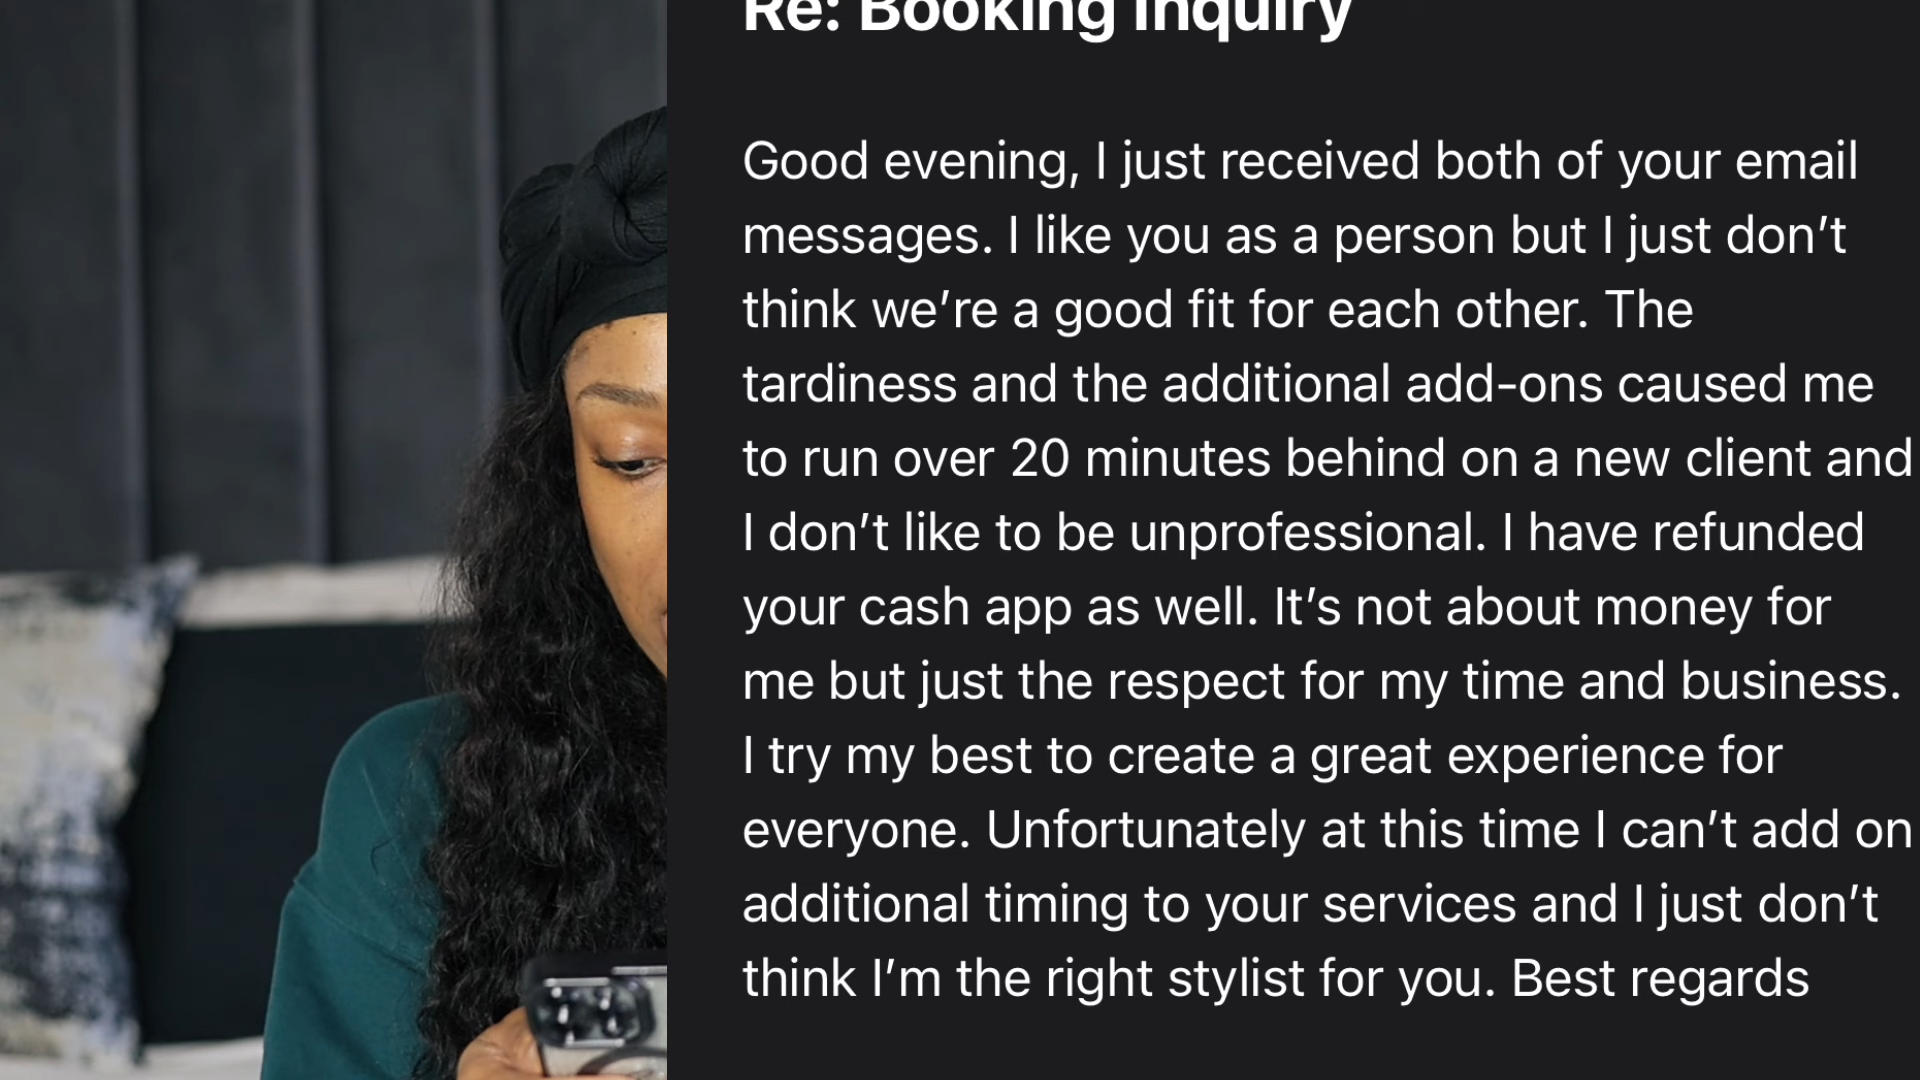 Re: Booking Inquiry
Good evening, I just received both of your email
messages. I like you as a person but I just don’t
think we’re a good fit for each other. The
tardiness and the additional add-ons caused me
to run over 20 minutes behind on a new client and
I don’t like to be unprofessional. I have refunded
your cash app as well. It’s not about money for
me but just the respect for my time and business.
I try my best to create a great experience for
everyone. Unfortunately at this time I can’t add on
additional timing to your services and I just don’t
think I’m the right stylist for you. Best regards